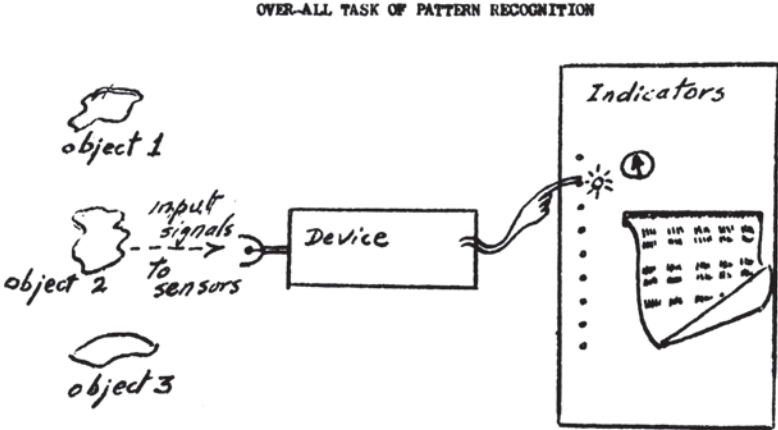 OVER-ALL TASK OF PATTERN RECOGNITION
Indicators
object 1
input
signals
Device
object 2
to
sensors
object 3